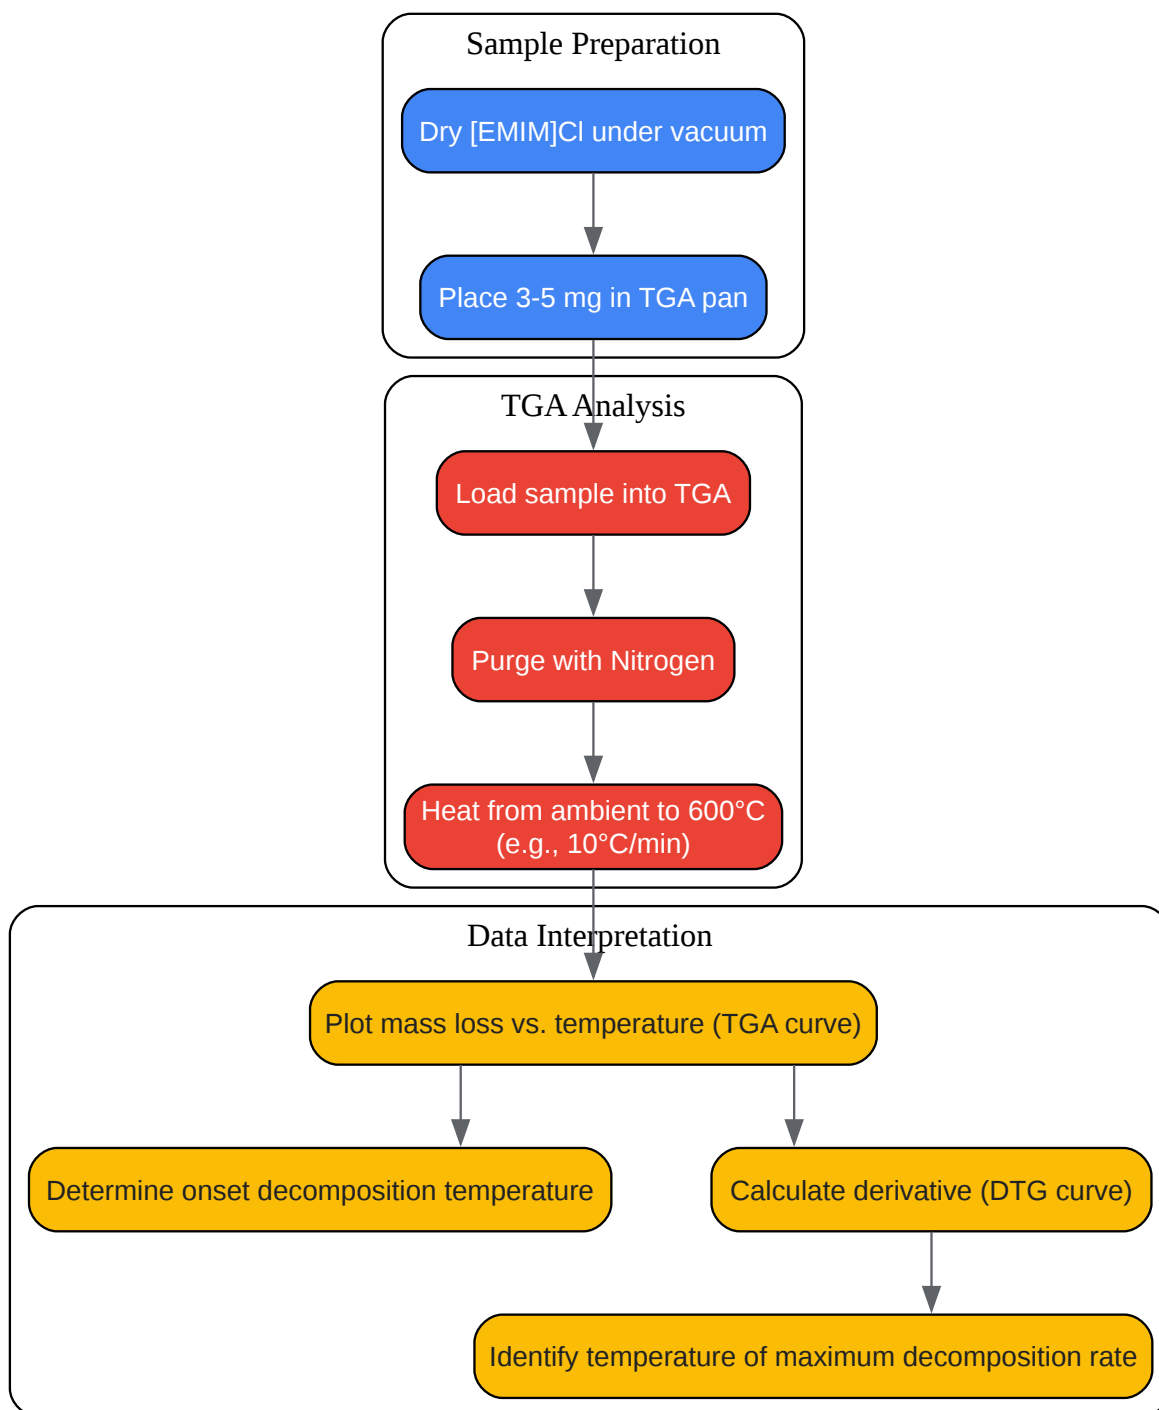 Sample Preparation
Dry [EMIM]Cl under vacuum
Place 3-5 mg in TGA pan
TGA Analysis
Load sample into TGA
Purge with Nitrogen
Heat from ambient to 600°C
(e.g., 10°C/min)
Data Interpretation
Plot mass loss vs. temperature (TGA curve)
Determine onset decomposition temperature
Calculate derivative (DTG curve)
Identify temperature of maximum decomposition rate